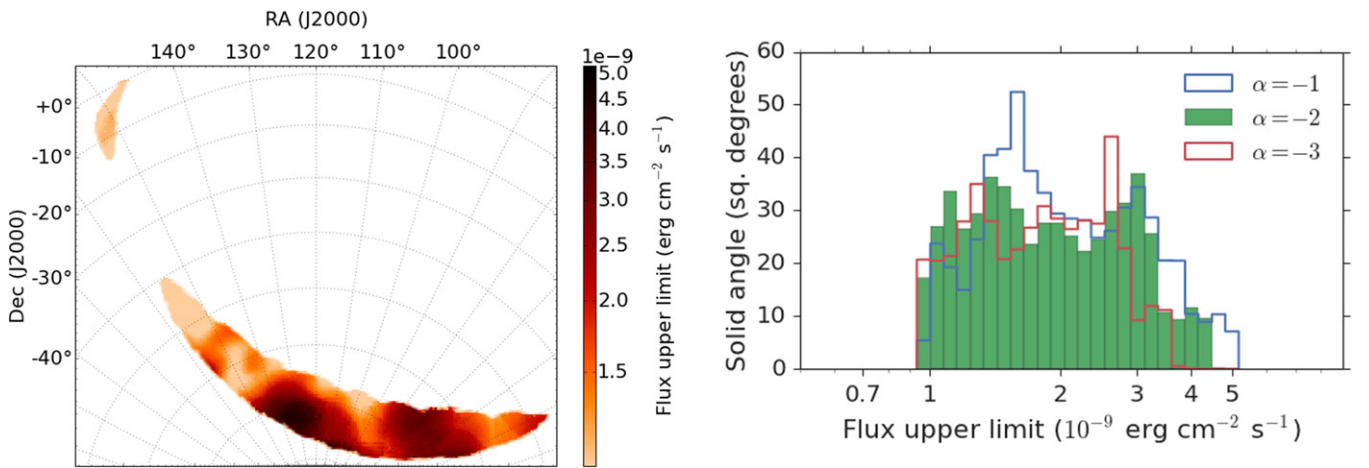 RA (J2000)
140° 130° 120° 110° 100°
+0°
-10°
-20°
-30°
-40°
Dec (J2000)
1e−9
5.0
4.5
4.0
3.5
3.0
2.5
2.0
1.5
Flux upper limit (erg cm⁻² s⁻¹)
60
50
40
30
20
10
0
Solid angle (sq. degrees)
α=−1
α=−2
α=−3
0.7 1 2 3 4 5
Flux upper limit (10⁻⁹ erg cm⁻² s⁻¹)